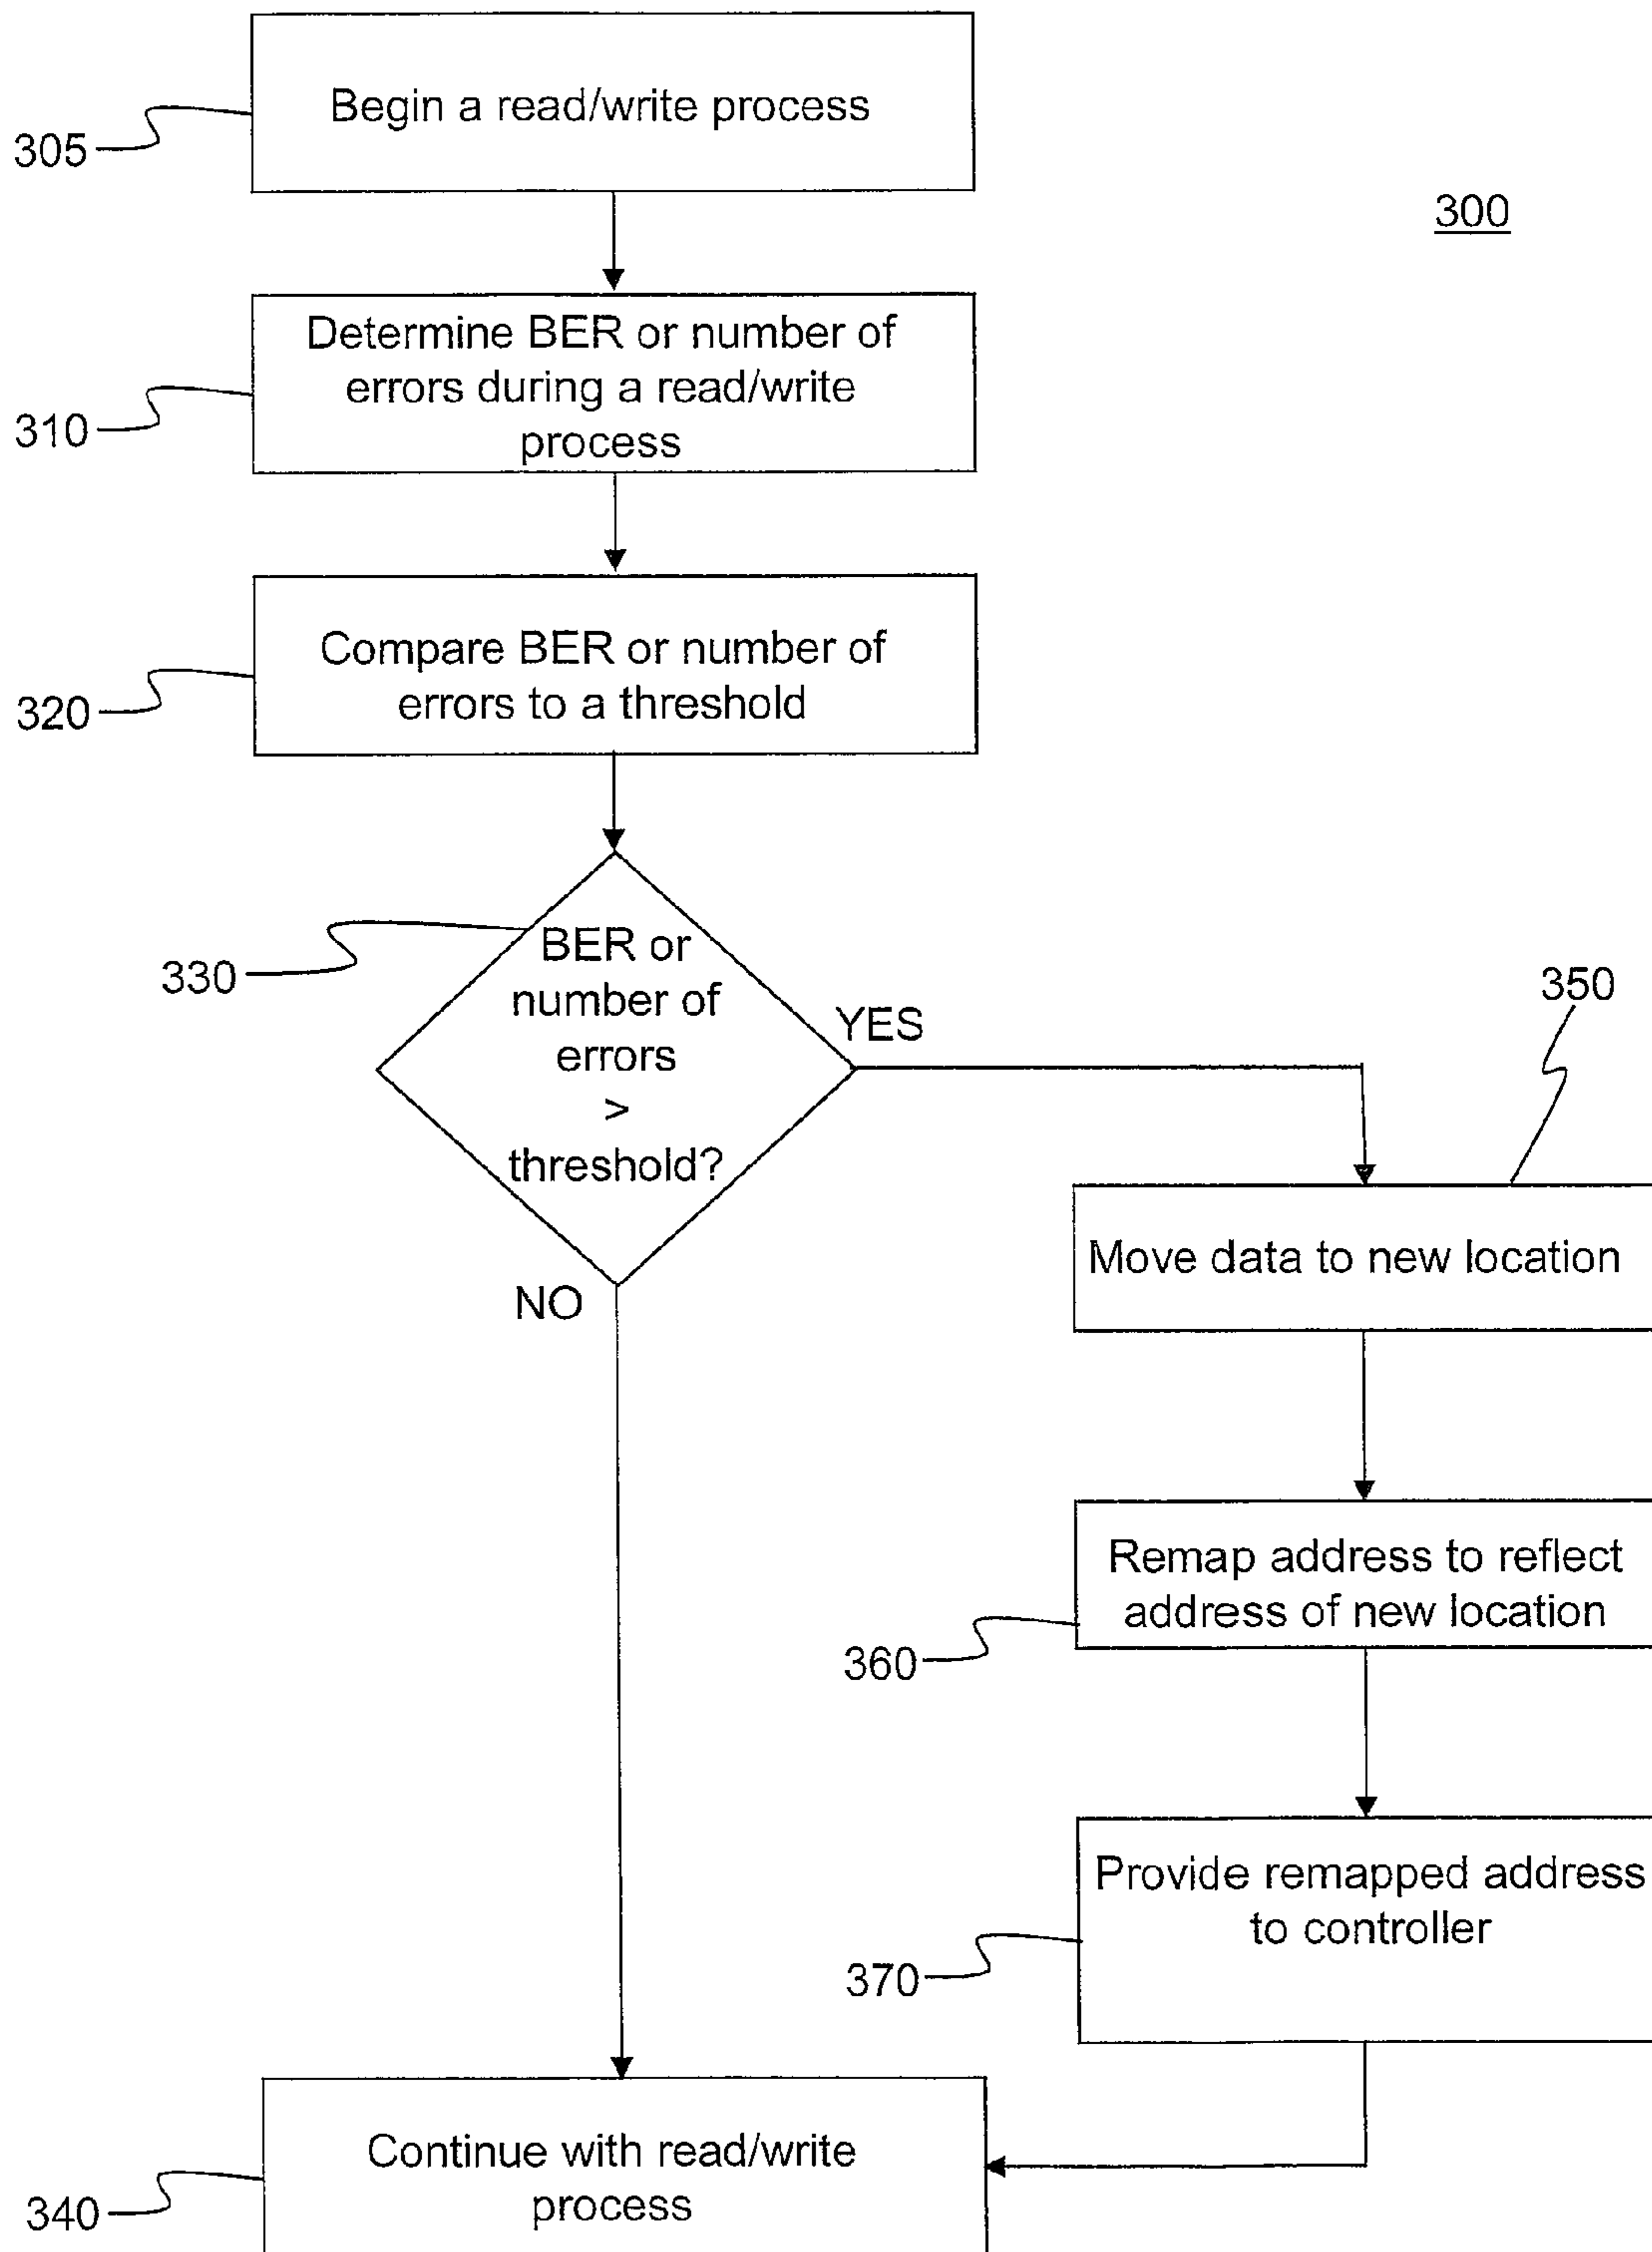 Begin a read/write process
305
300
Determine BER or number of
errors during a read/write
process
310
Compare BER or number of
errors to a threshold
320
BER or
number of
errors
>
threshold?
330
YES
NO
350
Move data to new location
Remap address to reflect
address of new location
360
Provide remapped address
to controller
370
Continue with read/write
process
340